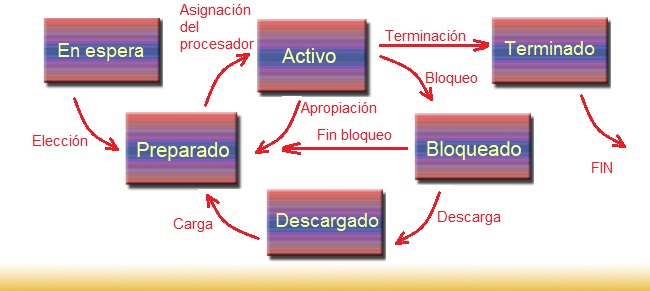 Asignación
del
procesador
En espera
Activo
Terminación
Terminado
Bloqueo
Elección
Apropiación
Preparado
Fin bloqueo
Bloqueado
FIN
Carga
Descargado
Descarga